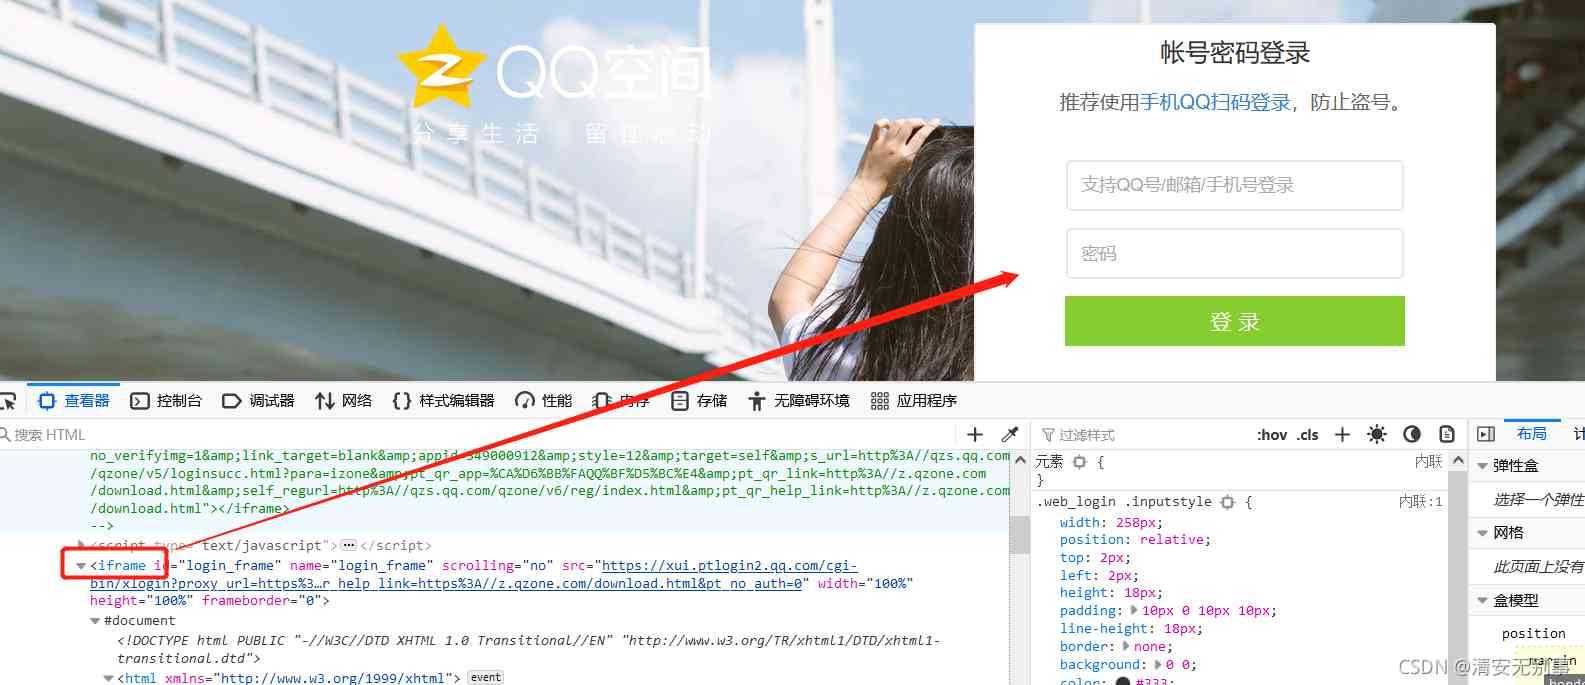 QQ空间
分享生活 留住感动
帐号密码登录
推荐使用手机QQ扫码登录，防止盗号。
支持QQ号/邮箱/手机号登录
密码
登 录
查看器 控制台 调试器 网络 样式编辑器 性能 内存 存储 无障碍环境 应用程序
搜索 HTML
no_verifyimg=1&amp;link_target=blank&amp;appid=549000912&amp;style=12&amp;target=self&amp;s_url=http%3A//qzs.qq.com
/qzone/v5/loginsucc.html?para=izone&amp;pt_qr_app=%CA%D6%BB%FAQQ%BF%D5%BC%E4&amp;pt_qr_link=http%3A//z.qzone.com
/download.html&amp;self_regurl=http%3A//qzs.qq.com/qzone/v6/reg/index.html&amp;pt_qr_help_link=http%3A//z.qzone.com
/download.html"></iframe>
-->
<script type="text/javascript"></script>
<iframe id="login_frame" name="login_frame" scrolling="no" src="https://xui.ptlogin2.qq.com/cgi-
bin/xlogin?proxy_url=https%3…r_help_link=https%3A//z.qzone.com/download.html&pt_no_auth=0" width="100%"
height="100%" frameborder="0">
#document
<!DOCTYPE html PUBLIC "-//W3C//DTD XHTML 1.0 Transitional//EN" "http://www.w3.org/TR/xhtml1/DTD/xhtml1-
transitional.dtd">
<html xmlns="http://www.w3.org/1999/xhtml"> event
过滤样式 :hov .cls
元素 { 内联
}
.web_login .inputstyle { 内联:1
width: 258px;
position: relative;
top: 2px;
left: 2px;
height: 18px;
padding: 10px 0 10px 10px;
line-height: 18px;
border: none;
background: 0 0;
color: #333;
布局
弹性盒
选择一个弹性
网格
此页面上没有
盒模型
position
margin
CSDN @清安无别事